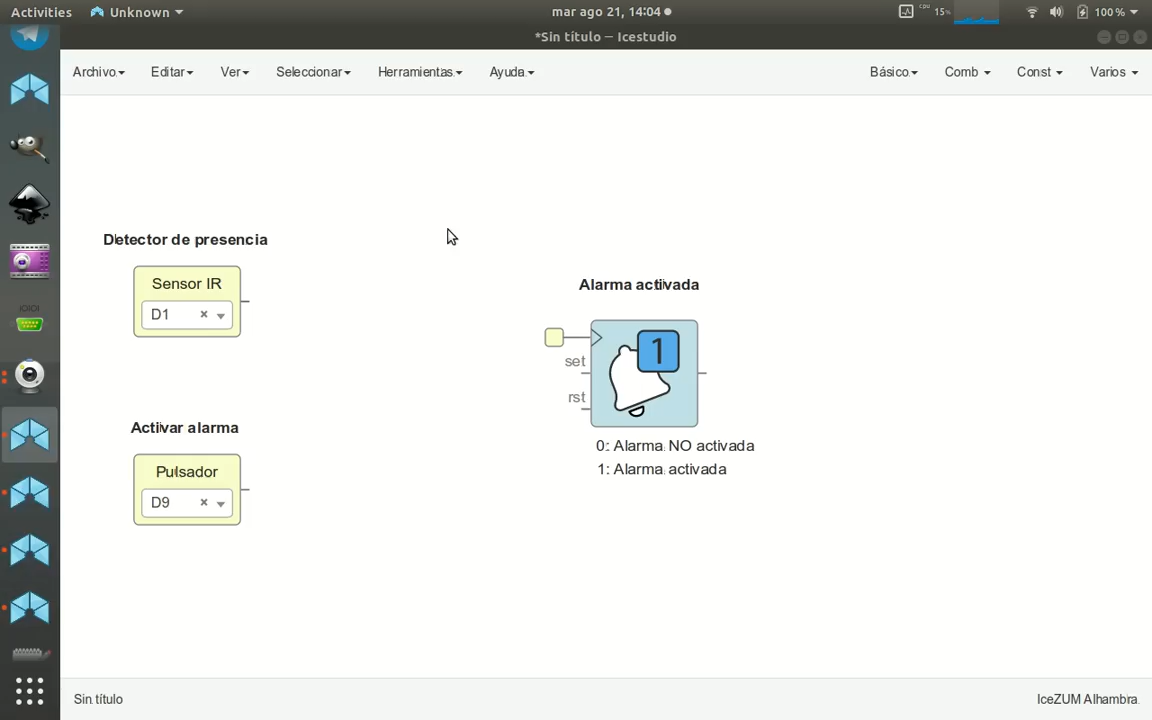 Activities Unknown mar ago 21, 14:04 cpu 15% 100%
*Sin título – Icestudio
Archivo Editar Ver Seleccionar Herramientas Ayuda Básico Comb Const Varios
Detector de presencia
Sensor IR
D1
Alarma activada
1
set
rst
0: Alarma NO activada
1: Alarma activada
Activar alarma
Pulsador
D9
Sin título IceZUM Alhambra